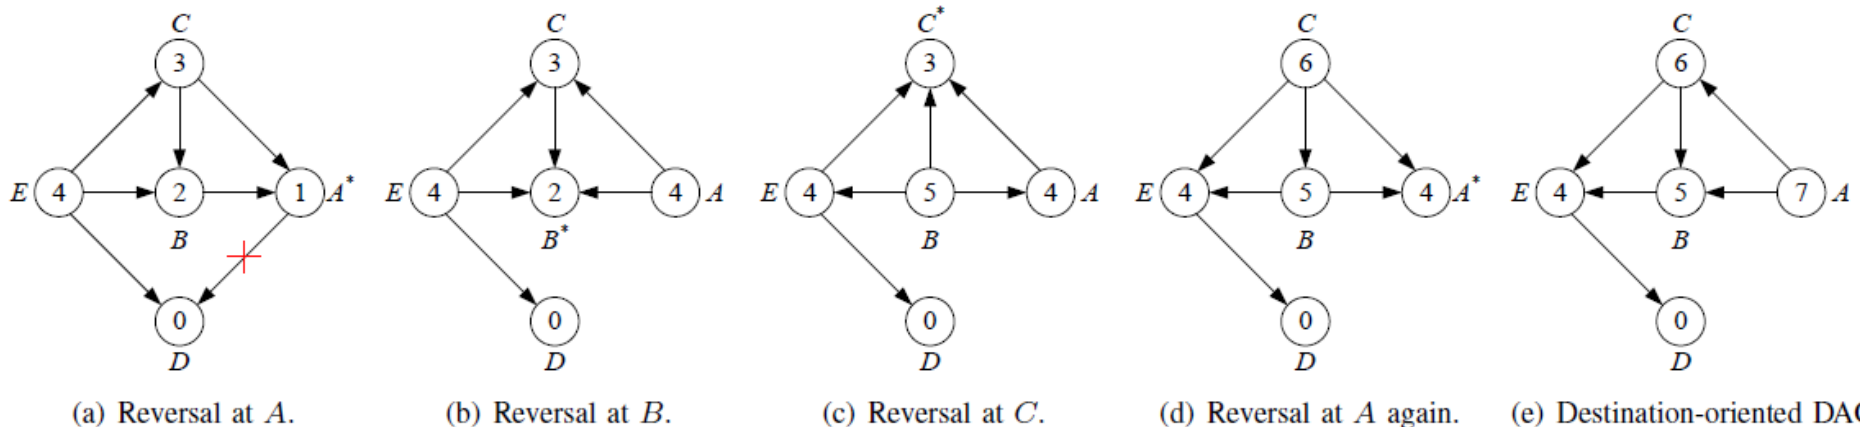 C C C* C C
3 3 3 6 6
E 4 2 1 A* E 4 2 4 A E 4 5 4 A E 4 5 4 A* E 4 5 7 A
B B* B B B
0 0 0 0 0
D D D D D
(a) Reversal at A. (b) Reversal at B. (c) Reversal at C. (d) Reversal at A again. (e) Destination-oriented DA